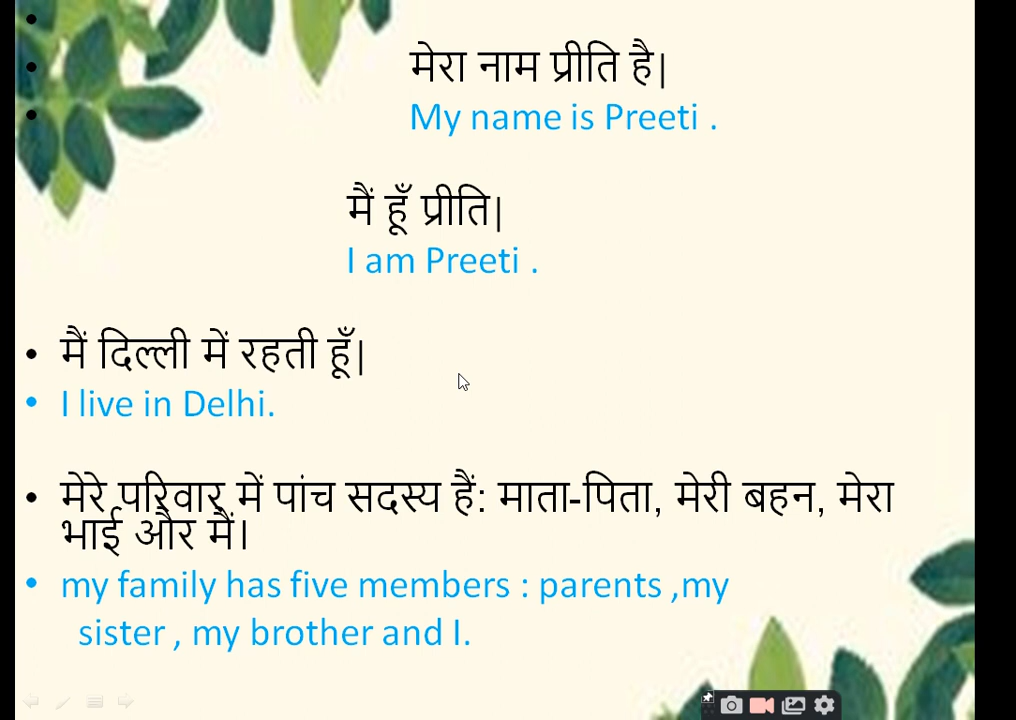 मेरा नाम प्रीति है|
My name is Preeti .
मैं हूँ प्रीति|
I am Preeti .
• मैं दिल्ली में रहती हूँ|
• I live in Delhi.
• मेरे परिवार में पांच सदस्य हैं: माता-पिता, मेरी बहन, मेरा
भाई और मैं।
• my family has five members : parents ,my
sister , my brother and I.